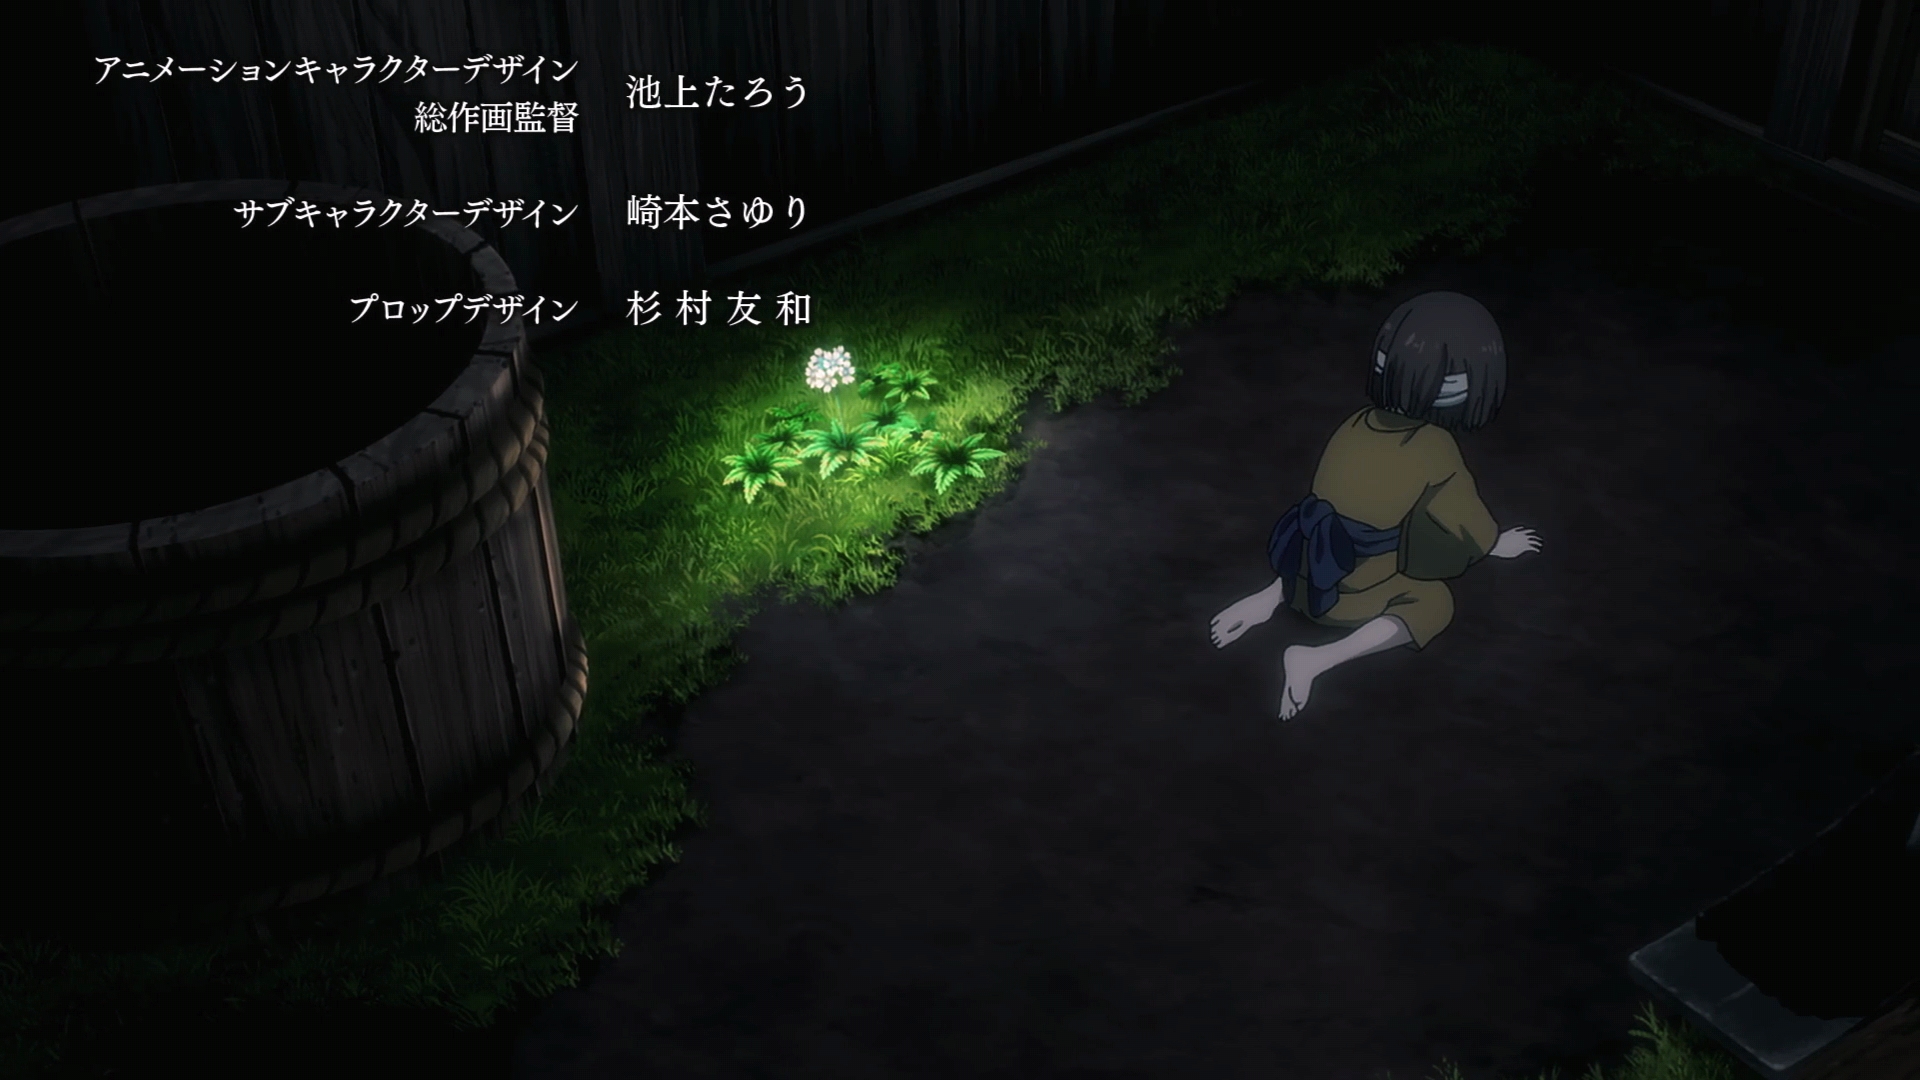 アニメーションキャラクターデザイン
総作画監督
池上たろう
サブキャラクターデザイン 崎本さゆり
プロップデザイン 杉村友和